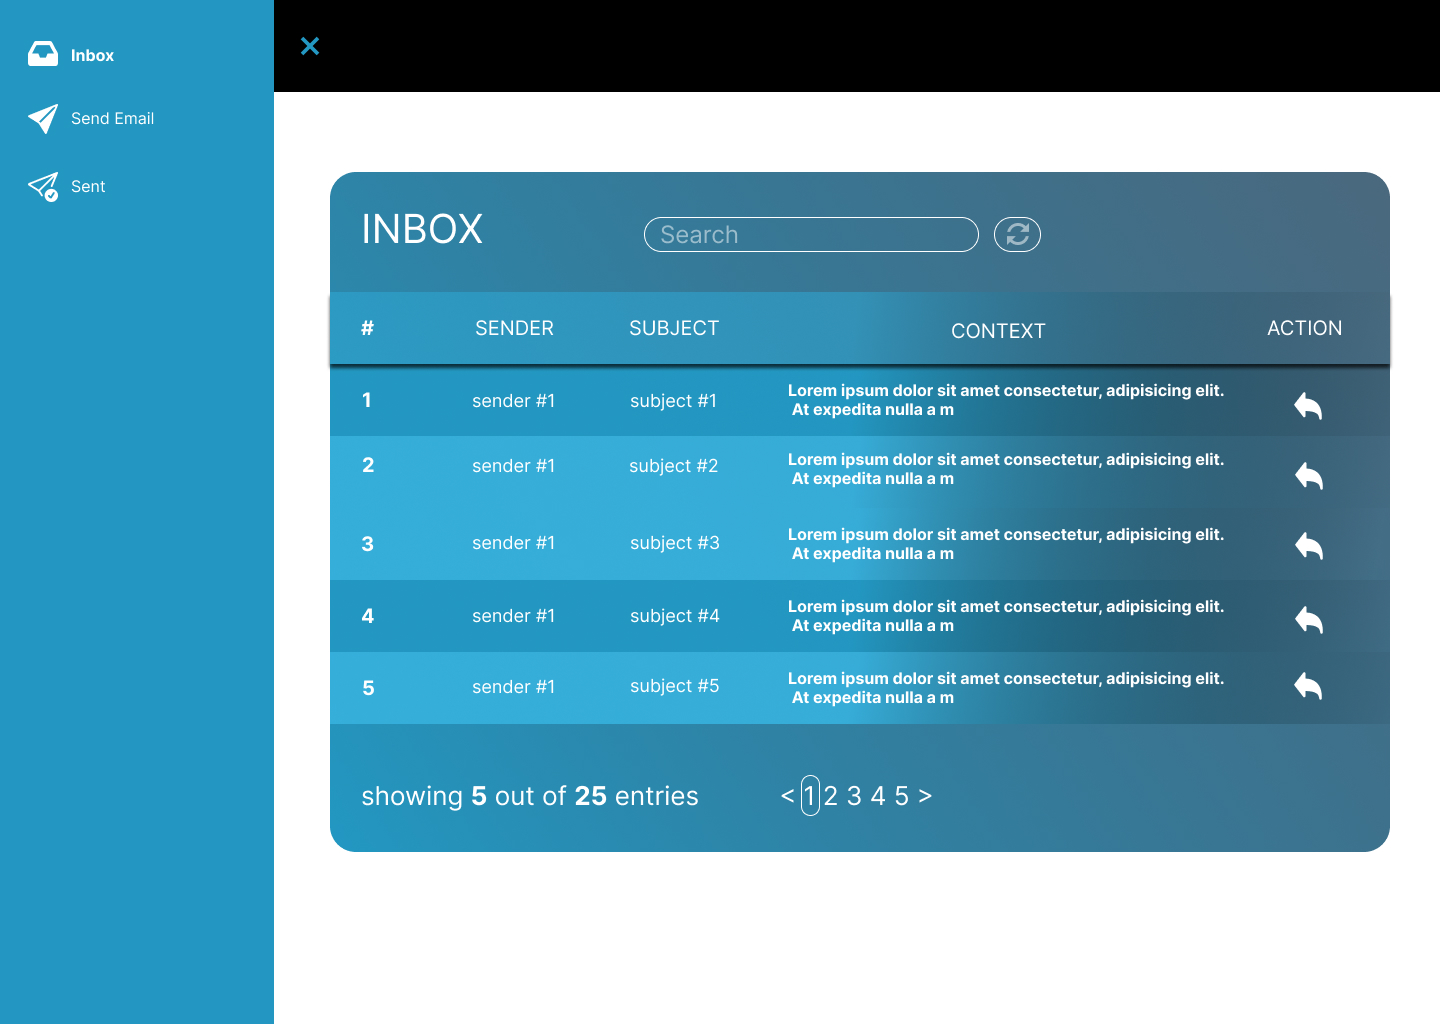 Inbox
Send Email
Sent
INBOX
Search
# SENDER SUBJECT CONTEXT ACTION
1 sender #1 subject #1 Lorem ipsum dolor sit amet consectetur, adipisicing elit.
At expedita nulla a m
2 sender #1 subject #2 Lorem ipsum dolor sit amet consectetur, adipisicing elit.
At expedita nulla a m
3 sender #1 subject #3 Lorem ipsum dolor sit amet consectetur, adipisicing elit.
At expedita nulla a m
4 sender #1 subject #4 Lorem ipsum dolor sit amet consectetur, adipisicing elit.
At expedita nulla a m
5 sender #1 subject #5 Lorem ipsum dolor sit amet consectetur, adipisicing elit.
At expedita nulla a m
showing 5 out of 25 entries < 1 2 3 4 5 >